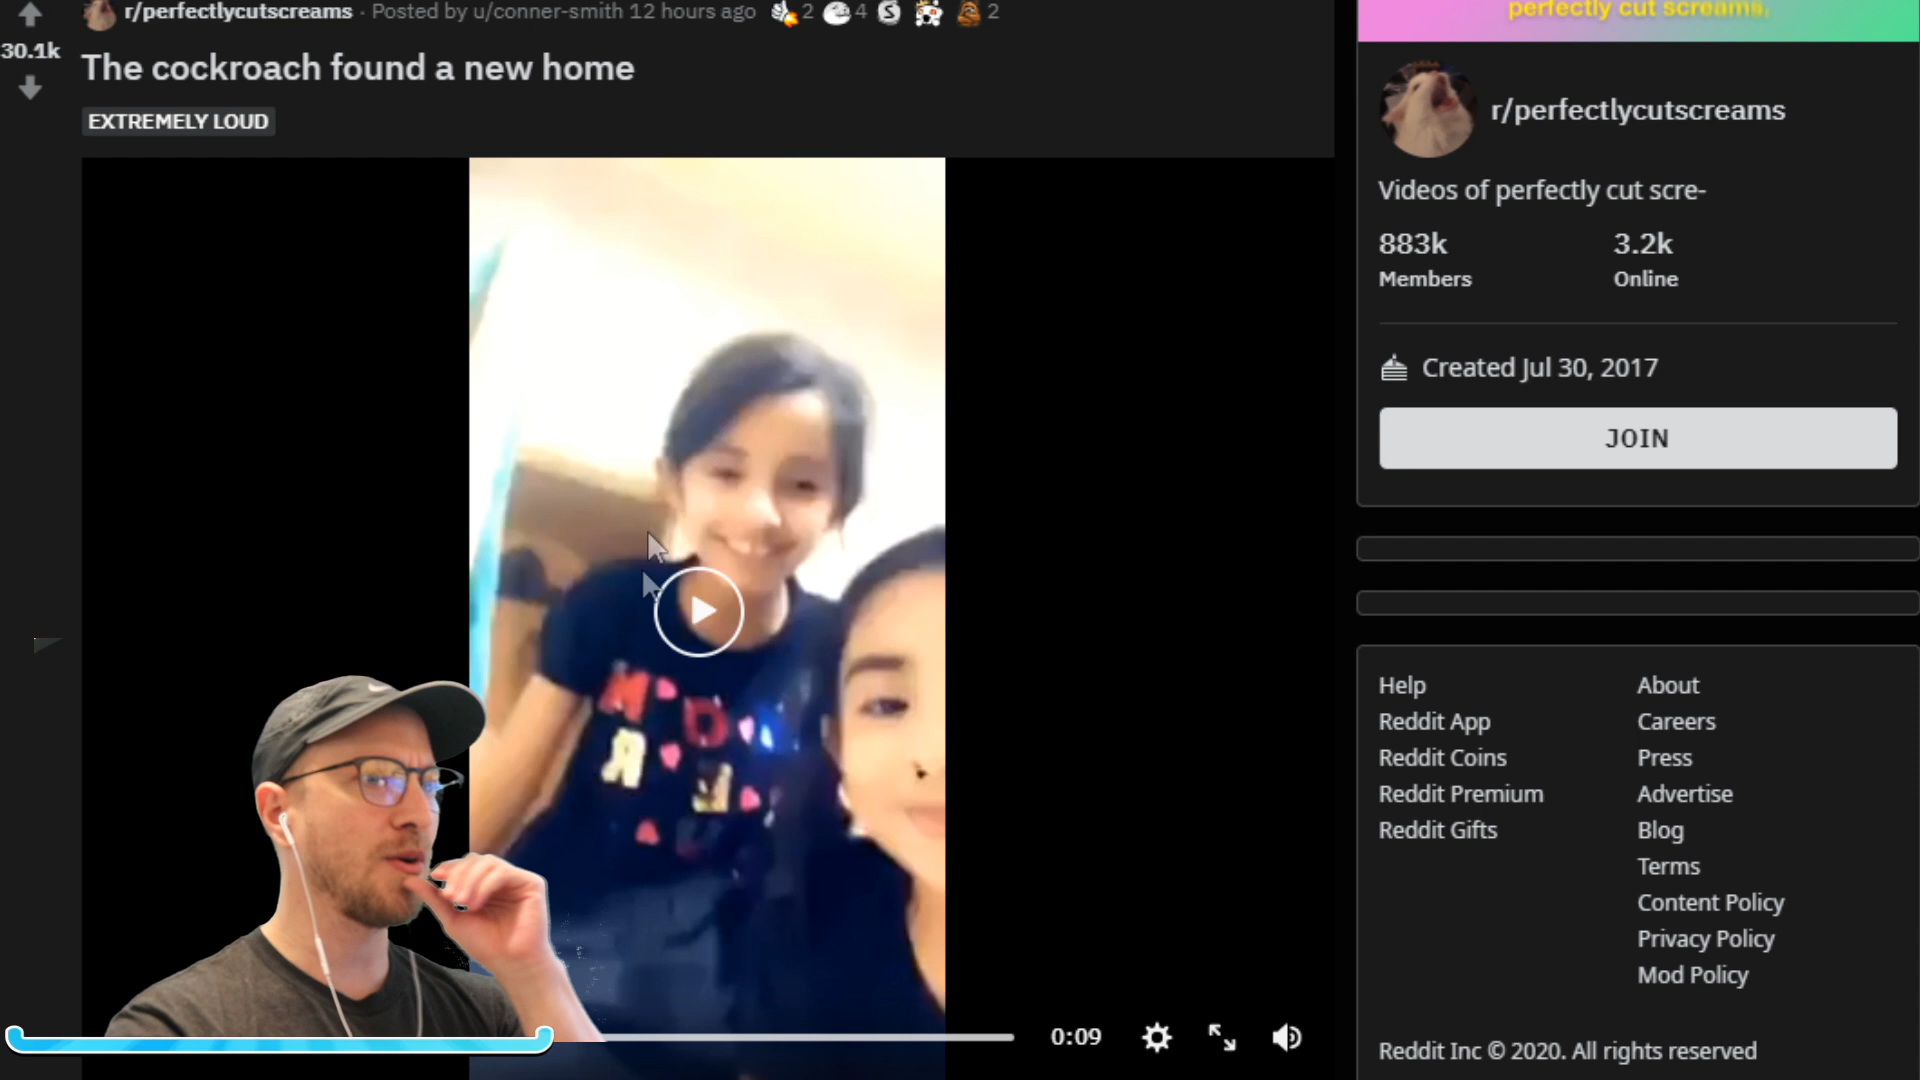 r/perfectlycutscreams · Posted by u/conner-smith 12 hours ago 2 4 S 2
30.1k
The cockroach found a new home
EXTREMELY LOUD
perfectly cut screams.
r/perfectlycutscreams
Videos of perfectly cut scre-
883k 3.2k
Members Online
Created Jul 30, 2017
JOIN
Help About
Reddit App Careers
Reddit Coins Press
Reddit Premium Advertise
Reddit Gifts Blog
Terms
Content Policy
Privacy Policy
Mod Policy
Reddit Inc © 2020. All rights reserved
0:09